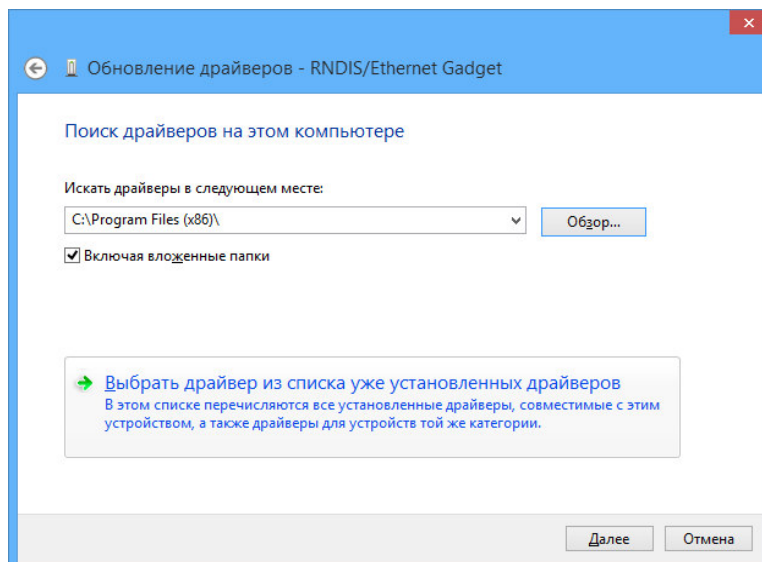 Обновление драйверов - RNDIS/Ethernet Gadget
Поиск драйверов на этом компьютере
Искать драйверы в следующем месте:
C:\Program Files (x86)\
Обзор...
Включая вложенные папки
Выбрать драйвер из списка уже установленных драйверов
В этом списке перечисляются все установленные драйверы, совместимые с этим
устройством, а также драйверы для устройств той же категории.
Далее
Отмена